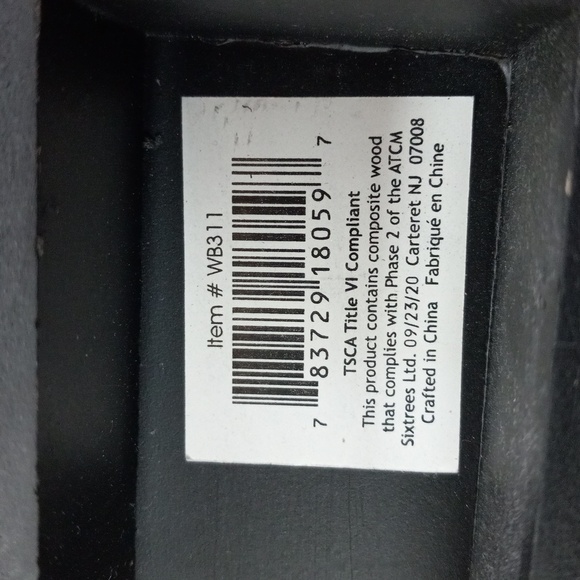 Item # WB311
7 83729 18059 7
TSCA Title VI Compliant
This product contains composite wood
that complies with Phase 2 of the ATCM
Sixtrees Ltd. 09/23/20 Carteret NJ 07008
Crafted in China Fabriqué en Chine